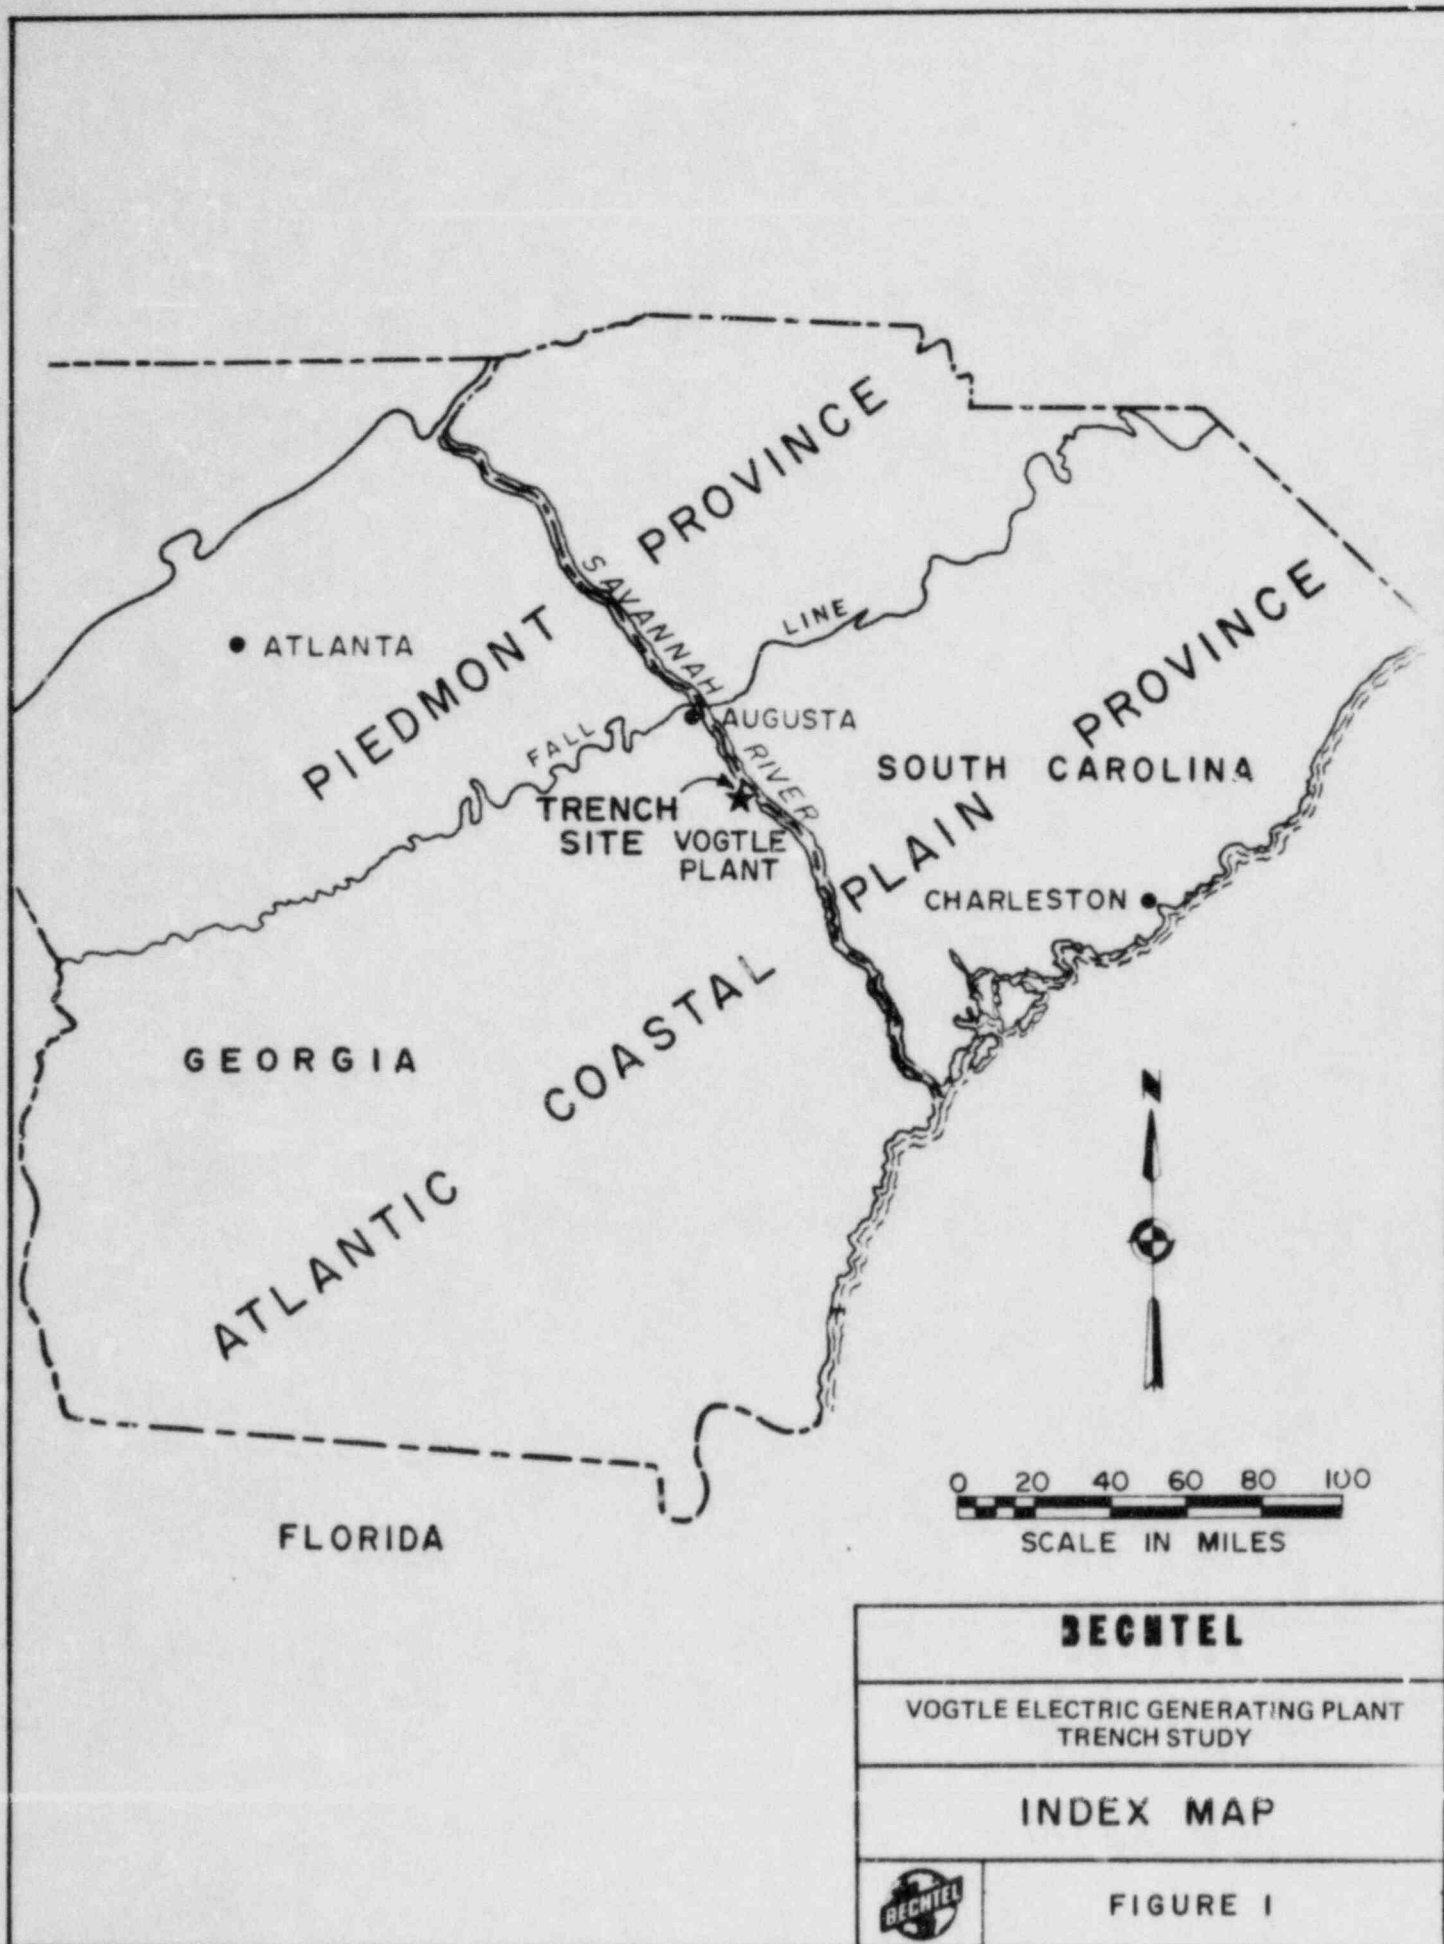 PIEDMONT PROVINCE
SAVANNAH RIVER
ATLANTA
FALL LINE
AUGUSTA
TRENCH
SITE
VOGTLE
PLANT
SOUTH CAROLINA
CHARLESTON
ATLANTIC COASTAL PLAIN PROVINCE
GEORGIA
N
FLORIDA
0 20 40 60 80 100
SCALE IN MILES
BECHTEL
VOGTLE ELECTRIC GENERATING PLANT
TRENCH STUDY
INDEX MAP
BECHTEL
FIGURE 1